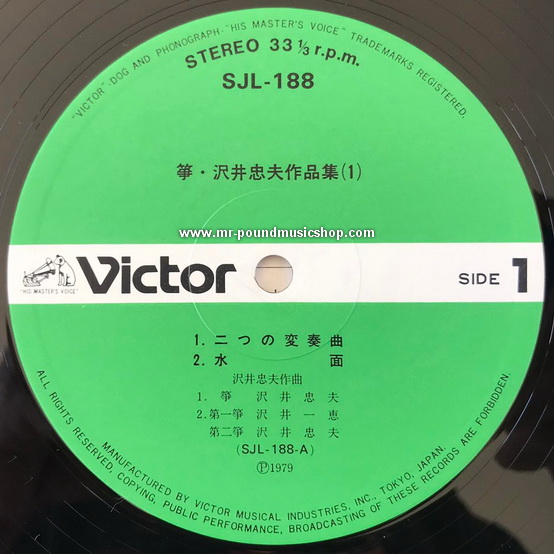 "VICTOR"-DOG AND PHONOGRAPH-"HIS MASTER'S VOICE" TRADEMARKS REGISTERED.
STEREO 33 1/3 r.p.m.
SJL-188
箏・沢井忠夫作品集(1)
www.mr-poundmusicshop.com
"HIS MASTER'S VOICE"
Victor
SIDE 1
1. 二つの変奏曲
2. 水面
沢井忠夫作曲
1. 箏 沢井忠夫
2. 第一箏 沢井一恵
第二箏 沢井忠夫
(SJL-188-A)
Ⓟ1979
ALL RIGHTS RESERVED, COPYING, PUBLIC PERFORMANCE, BROADCASTING OF THESE RECORDS ARE FORBIDDEN.
MANUFACTURED BY VICTOR MUSICAL INDUSTRIES, INC., TOKYO, JAPAN.